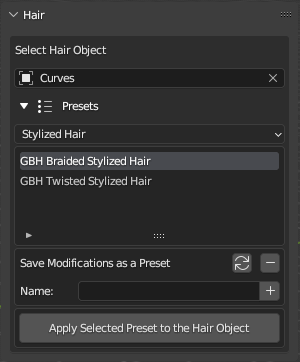 Hair
Select Hair Object
Curves
Presets
Stylized Hair
GBH Braided Stylized Hair
GBH Twisted Stylized Hair
Save Modifications as a Preset
Name:
Apply Selected Preset to the Hair Object